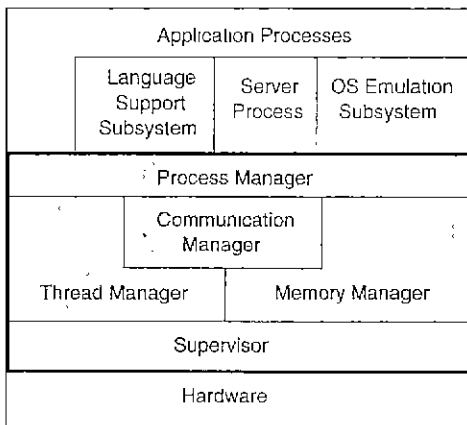 Application Processes
Language
Support
Subsystem
Server
Process
OS Emulation
Subsystem
Process Manager
Communication
Manager
Thread Manager
Memory Manager
Supervisor
Hardware